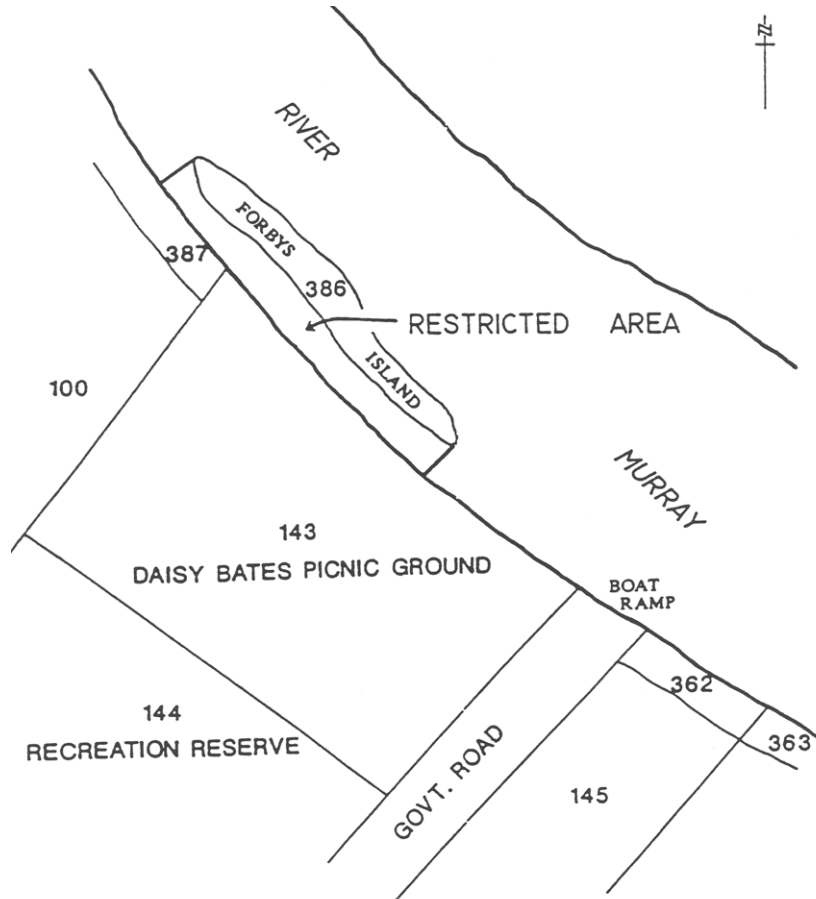 N
RIVER
FORBYS
387
386
RESTRICTED AREA
ISLAND
100
MURRAY
143
DAISY BATES PICNIC GROUND
BOAT
RAMP
362
144
RECREATION RESERVE
363
GOVT. ROAD
145